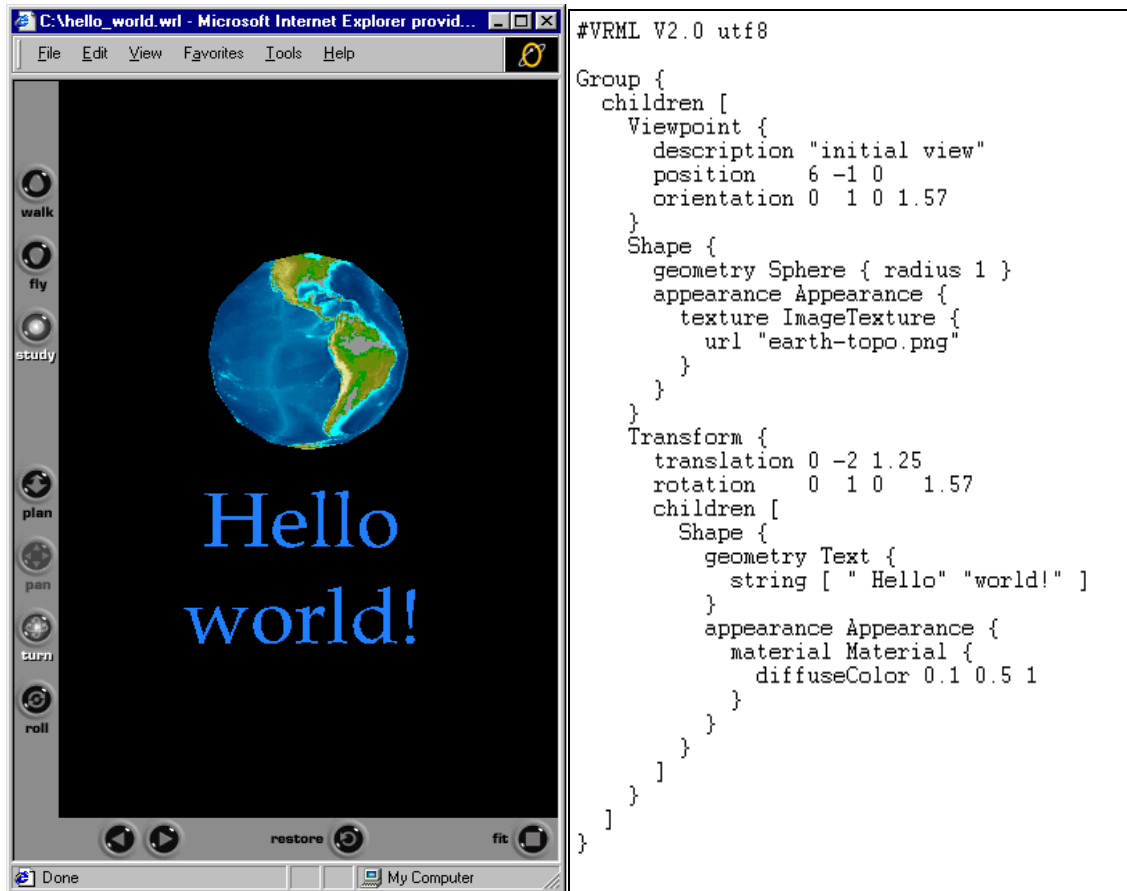 C:\hello_world.wrl - Microsoft Internet Explorer provid...
File Edit View Favorites Tools Help
walk
fly
study
plan
pan
turn
roll
Hello
world!
restore
fit
Done
My Computer
#VRML V2.0 utf8
Group {
  children [
    Viewpoint {
      description "initial view"
      position    6 -1 0
      orientation 0  1 0 1.57
    }
    Shape {
      geometry Sphere { radius 1 }
      appearance Appearance {
        texture ImageTexture {
          url "earth-topo.png"
        }
      }
    }
    Transform {
      translation 0 -2 1.25
      rotation    0  1 0   1.57
      children [
        Shape {
          geometry Text {
            string [ " Hello" "world!" ]
          }
          appearance Appearance {
            material Material {
              diffuseColor 0.1 0.5 1
            }
          }
        }
      ]
    }
  ]
}